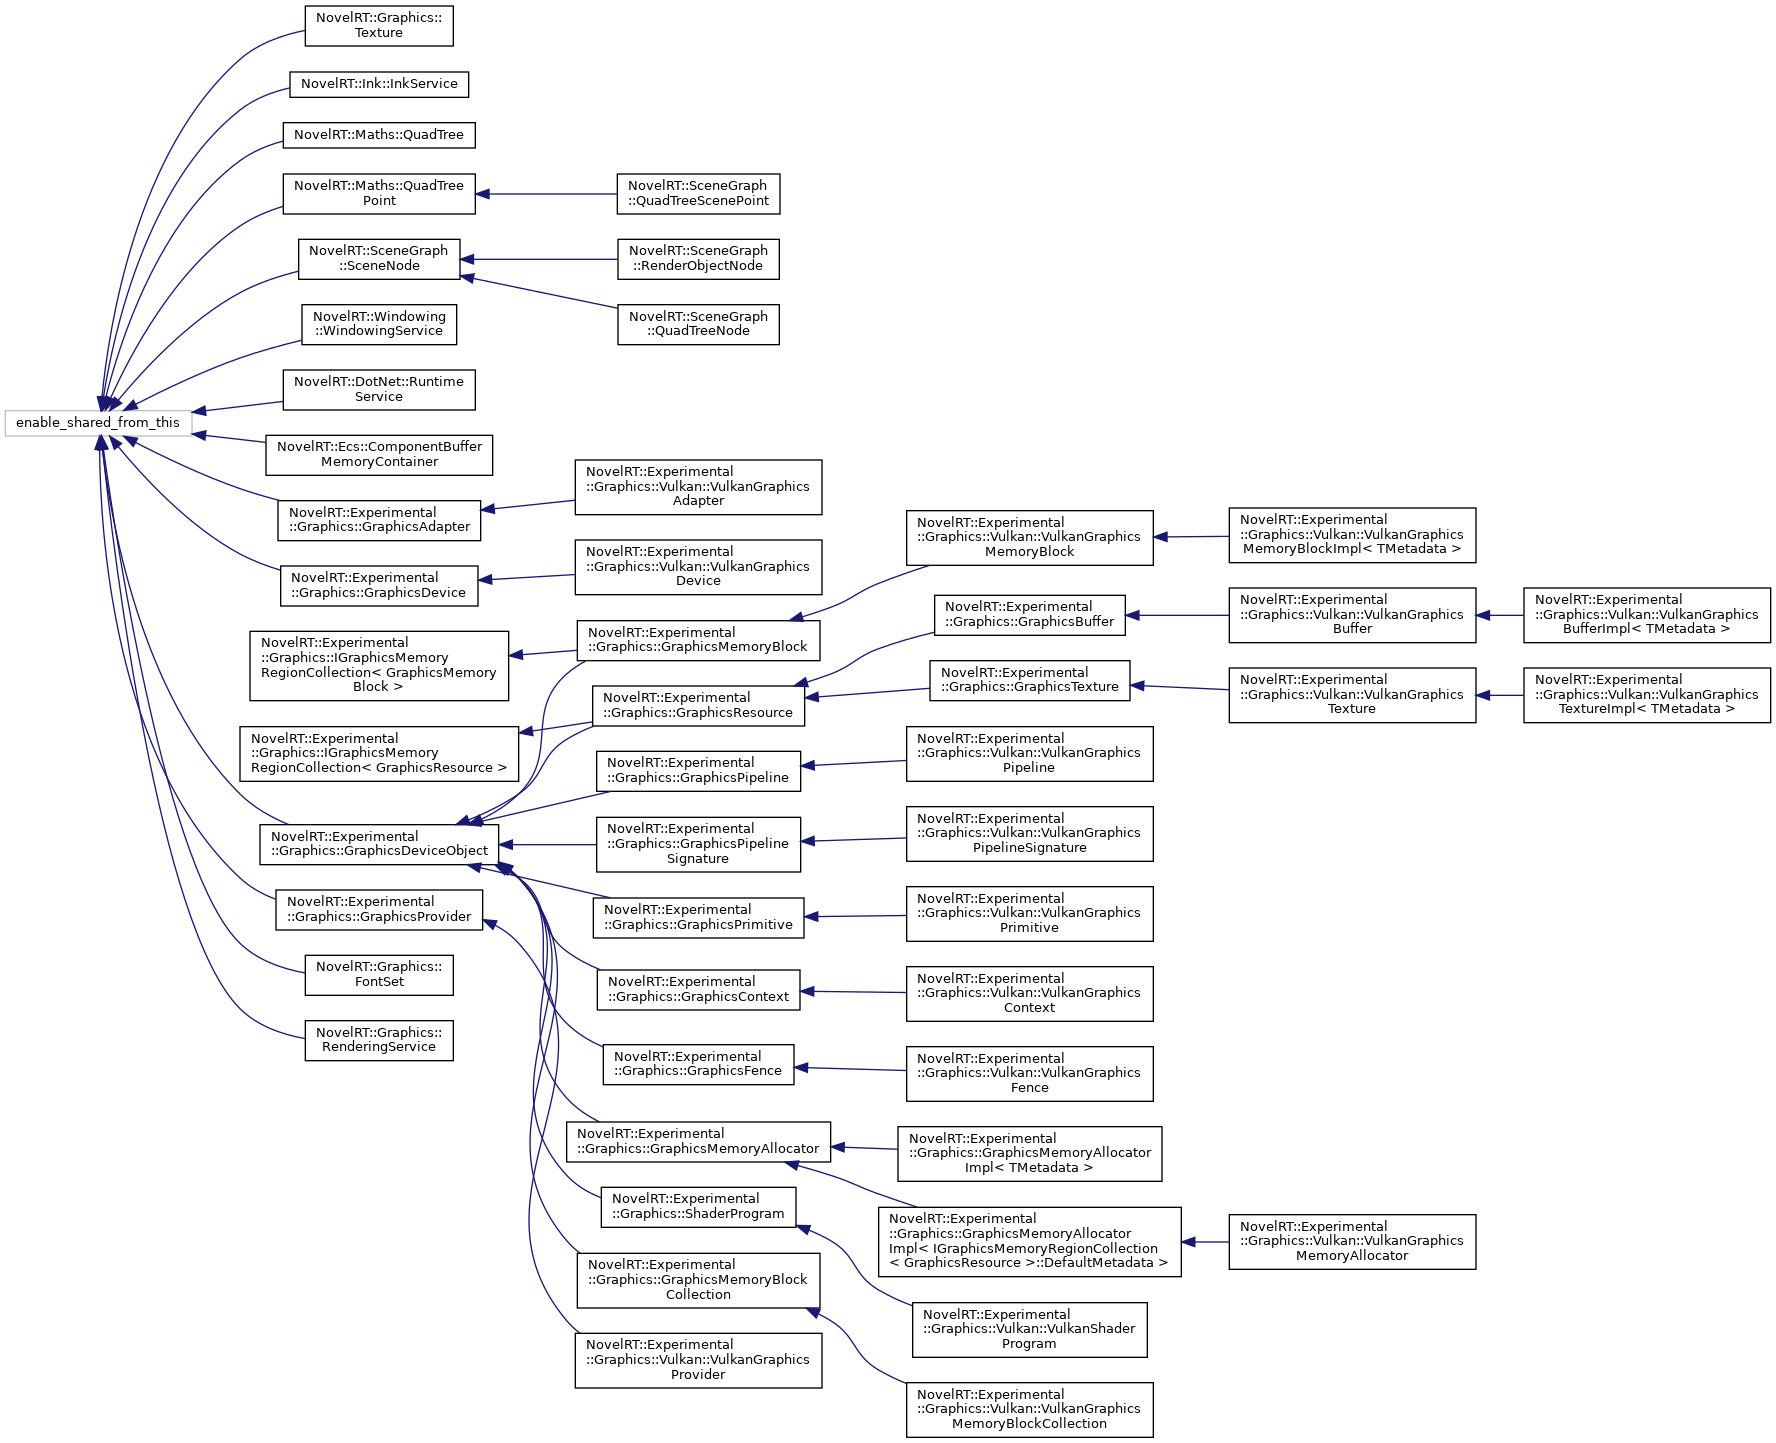 NovelRT::Graphics::
Texture
NovelRT::Ink::InkService
NovelRT::Maths::QuadTree
NovelRT::Maths::QuadTree
Point
NovelRT::SceneGraph
::QuadTreeScenePoint
NovelRT::SceneGraph
::SceneNode
NovelRT::SceneGraph
::RenderObjectNode
NovelRT::SceneGraph
::QuadTreeNode
NovelRT::Windowing
::WindowingService
NovelRT::DotNet::Runtime
Service
enable_shared_from_this
NovelRT::Ecs::ComponentBuffer
MemoryContainer
NovelRT::Experimental
::Graphics::GraphicsAdapter
NovelRT::Experimental
::Graphics::Vulkan::VulkanGraphics
Adapter
NovelRT::Experimental
::Graphics::GraphicsDevice
NovelRT::Experimental
::Graphics::Vulkan::VulkanGraphics
Device
NovelRT::Experimental
::Graphics::IGraphicsMemory
RegionCollection< GraphicsMemory
Block >
NovelRT::Experimental
::Graphics::GraphicsMemoryBlock
NovelRT::Experimental
::Graphics::Vulkan::VulkanGraphics
MemoryBlock
NovelRT::Experimental
::Graphics::Vulkan::VulkanGraphics
MemoryBlockImpl< TMetadata >
NovelRT::Experimental
::Graphics::IGraphicsMemory
RegionCollection< GraphicsResource >
NovelRT::Experimental
::Graphics::GraphicsResource
NovelRT::Experimental
::Graphics::GraphicsBuffer
NovelRT::Experimental
::Graphics::Vulkan::VulkanGraphics
Buffer
NovelRT::Experimental
::Graphics::Vulkan::VulkanGraphics
BufferImpl< TMetadata >
NovelRT::Experimental
::Graphics::GraphicsTexture
NovelRT::Experimental
::Graphics::Vulkan::VulkanGraphics
Texture
NovelRT::Experimental
::Graphics::Vulkan::VulkanGraphics
TextureImpl< TMetadata >
NovelRT::Experimental
::Graphics::GraphicsDeviceObject
NovelRT::Experimental
::Graphics::GraphicsPipeline
NovelRT::Experimental
::Graphics::Vulkan::VulkanGraphics
Pipeline
NovelRT::Experimental
::Graphics::GraphicsPipeline
Signature
NovelRT::Experimental
::Graphics::Vulkan::VulkanGraphics
PipelineSignature
NovelRT::Experimental
::Graphics::GraphicsPrimitive
NovelRT::Experimental
::Graphics::Vulkan::VulkanGraphics
Primitive
NovelRT::Experimental
::Graphics::GraphicsContext
NovelRT::Experimental
::Graphics::Vulkan::VulkanGraphics
Context
NovelRT::Experimental
::Graphics::GraphicsFence
NovelRT::Experimental
::Graphics::Vulkan::VulkanGraphics
Fence
NovelRT::Experimental
::Graphics::GraphicsMemoryAllocator
NovelRT::Experimental
::Graphics::GraphicsMemoryAllocator
Impl< TMetadata >
NovelRT::Experimental
::Graphics::GraphicsMemoryAllocator
Impl< IGraphicsMemoryRegionCollection
< GraphicsResource >::DefaultMetadata >
NovelRT::Experimental
::Graphics::Vulkan::VulkanGraphics
MemoryAllocator
NovelRT::Experimental
::Graphics::ShaderProgram
NovelRT::Experimental
::Graphics::Vulkan::VulkanShader
Program
NovelRT::Experimental
::Graphics::GraphicsMemoryBlock
Collection
NovelRT::Experimental
::Graphics::Vulkan::VulkanGraphics
MemoryBlockCollection
NovelRT::Experimental
::Graphics::GraphicsProvider
NovelRT::Experimental
::Graphics::Vulkan::VulkanGraphics
Provider
NovelRT::Graphics::
FontSet
NovelRT::Graphics::
RenderingService